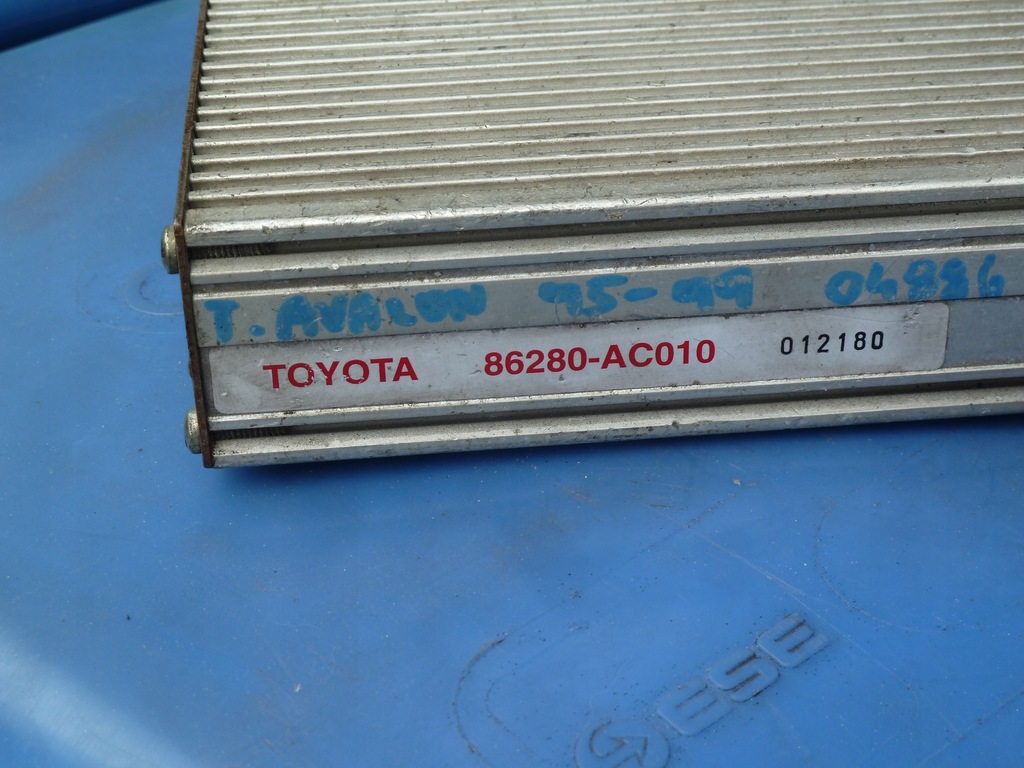 T. AVALON 95-99 04886
TOYOTA 86280-AC010 012180